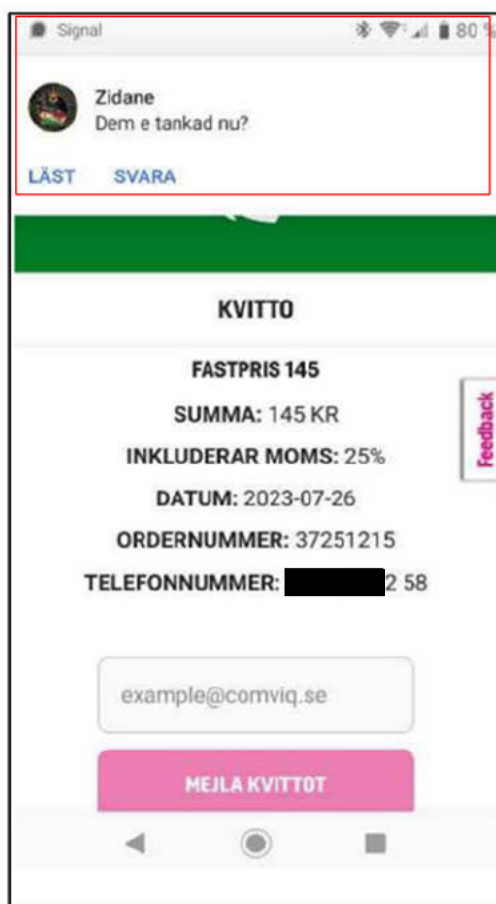 Signal
80 %
Zidane
Dem e tankad nu?
LÄST SVARA
KVITTO
FASTPRIS 145
SUMMA: 145 KR
INKLUDERAR MOMS: 25%
DATUM: 2023-07-26
ORDERNUMMER: 37251215
TELEFONNUMMER: 2 58
Feedback
example@comviq.se
MEJLA KVITTOT